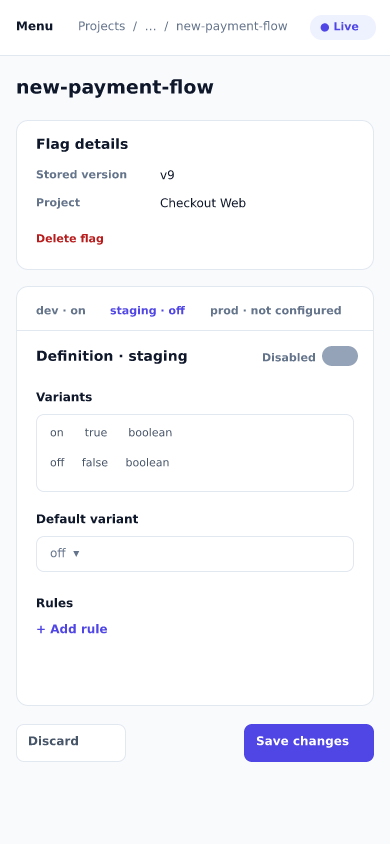 Menu Projects / ... / new-payment-flow ● Live
new-payment-flow
Flag details
Stored version v9
Project Checkout Web
Delete flag
dev · on staging · off prod · not configured
Definition · staging Disabled
Variants
on true boolean
off false boolean
Default variant
off ▾
Rules
+ Add rule
Discard Save changes